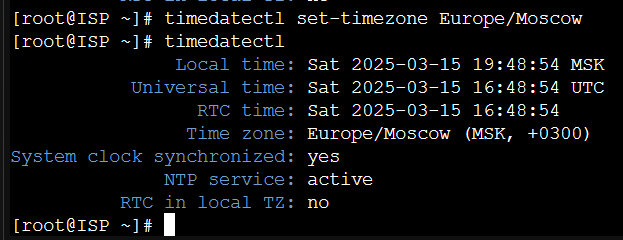 [root@ISP ~]# timedatectl set-timezone Europe/Moscow
[root@ISP ~]# timedatectl
Local time: Sat 2025-03-15 19:48:54 MSK
Universal time: Sat 2025-03-15 16:48:54 UTC
RTC time: Sat 2025-03-15 16:48:54
Time zone: Europe/Moscow (MSK, +0300)
System clock synchronized: yes
NTP service: active
RTC in local TZ: no
[root@ISP ~]#